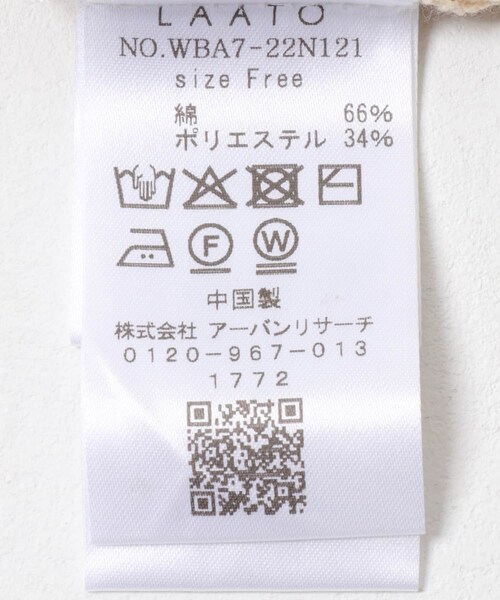 LAATO
NO.WBA7-22N121
size Free
綿 66%
ポリエステル 34%
F W
中国製
株式会社 アーバンリサーチ
0120-967-013
1772